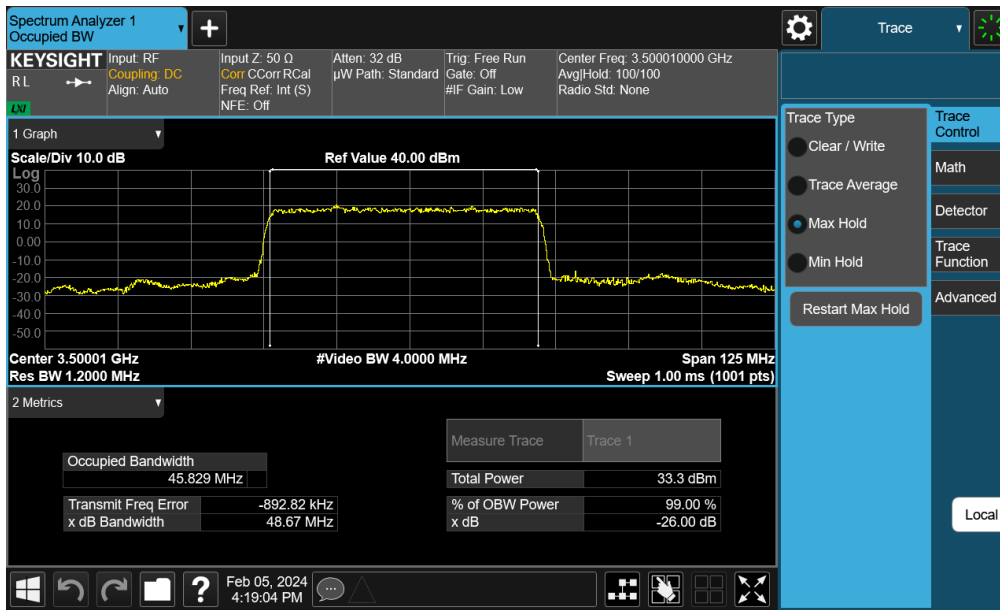 Spectrum Analyzer 1
Occupied BW
Trace
KEYSIGHT
R L
LXI
Input: RF
Coupling: DC
Align: Auto
Input Z: 50 Ω
Corr CCorr RCal
Freq Ref: Int (S)
NFE: Off
Atten: 32 dB
µW Path: Standard
Trig: Free Run
Gate: Off
#IF Gain: Low
Center Freq: 3.500010000 GHz
Avg|Hold: 100/100
Radio Std: None
1 Graph
Scale/Div 10.0 dB
Ref Value 40.00 dBm
Log
30.0
20.0
10.0
0.00
-10.0
-20.0
-30.0
-40.0
-50.0
Center 3.50001 GHz
#Video BW 4.0000 MHz
Span 125 MHz
Res BW 1.2000 MHz
Sweep 1.00 ms (1001 pts)
2 Metrics
Measure Trace
Trace 1
Occupied Bandwidth
45.829 MHz
Total Power
33.3 dBm
Transmit Freq Error
-892.82 kHz
% of OBW Power
99.00 %
x dB Bandwidth
48.67 MHz
x dB
-26.00 dB
Trace Type
Clear / Write
Trace Average
Max Hold
Min Hold
Restart Max Hold
Trace
Control
Math
Detector
Trace
Function
Advanced
Local
?
Feb 05, 2024
4:19:04 PM